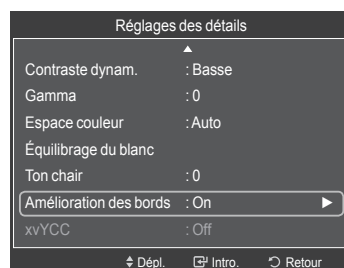 Réglages des détails
Contraste dynam. : Basse
Gamma : 0
Espace couleur : Auto
Équilibrage du blanc
Ton chair : 0
Amélioration des bords : On
xvYCC : Off
Dépl. Intro. Retour